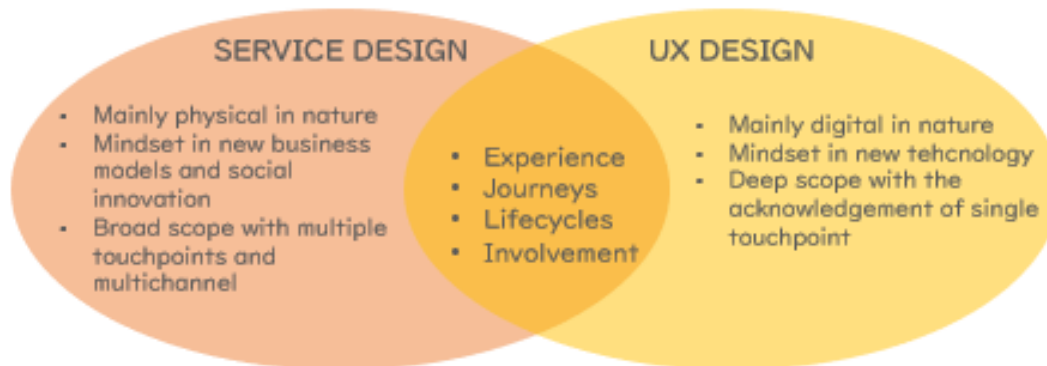 SERVICE DESIGN
▪ Mainly physical in nature
▪ Mindset in new business
models and social
innovation
▪ Broad scope with multiple
touchpoints and
multichannel
• Experience
• Journeys
• Lifecycles
• Involvement
UX DESIGN
▪ Mainly digital in nature
▪ Mindset in new tehcnology
▪ Deep scope with the
acknowledgement of single
touchpoint